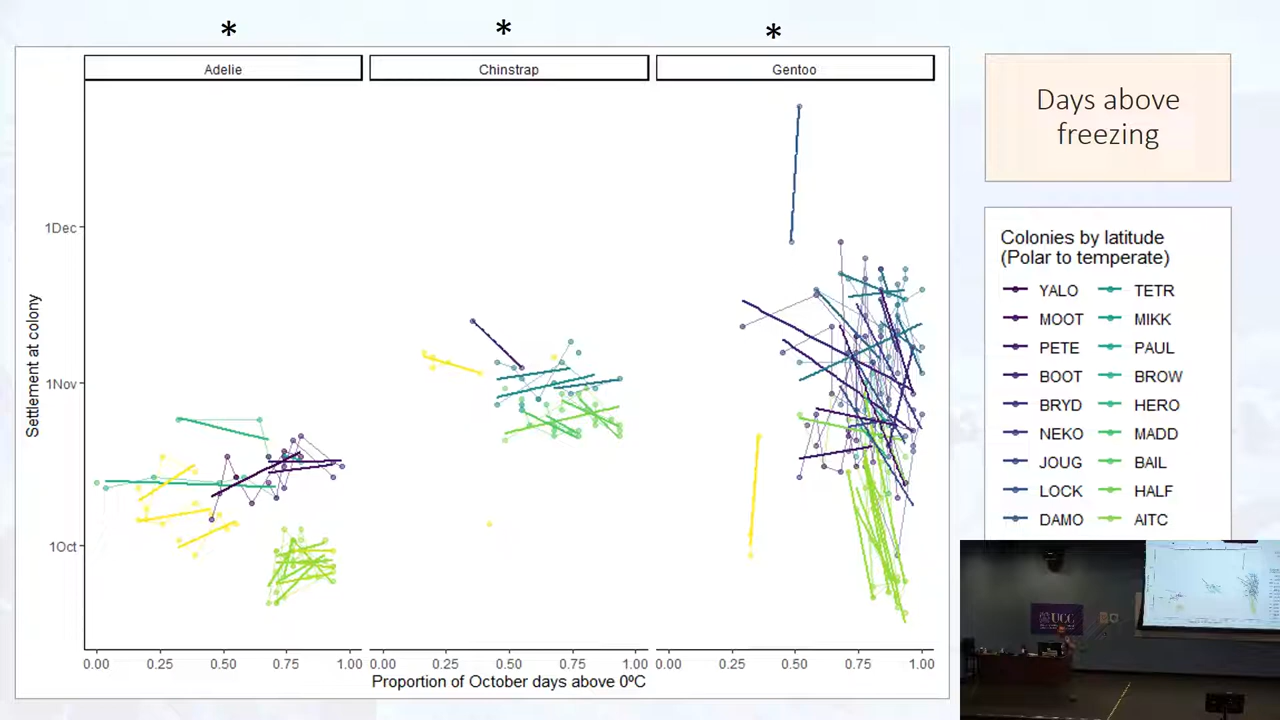 *
*
*
Adelie
Chinstrap
Gentoo
Days above
freezing
Settlement at colony
1Dec
1Nov
1Oct
0.00 0.25 0.50 0.75 1.00
0.00 0.25 0.50 0.75 1.00
0.00 0.25 0.50 0.75 1.00
Proportion of October days above 0ºC
Colonies by latitude
(Polar to temperate)
YALO TETR
MOOT MIKK
PETE PAUL
BOOT BROW
BRYD HERO
NEKO MADD
JOUG BAIL
LOCK HALF
DAMO AITC
UCC